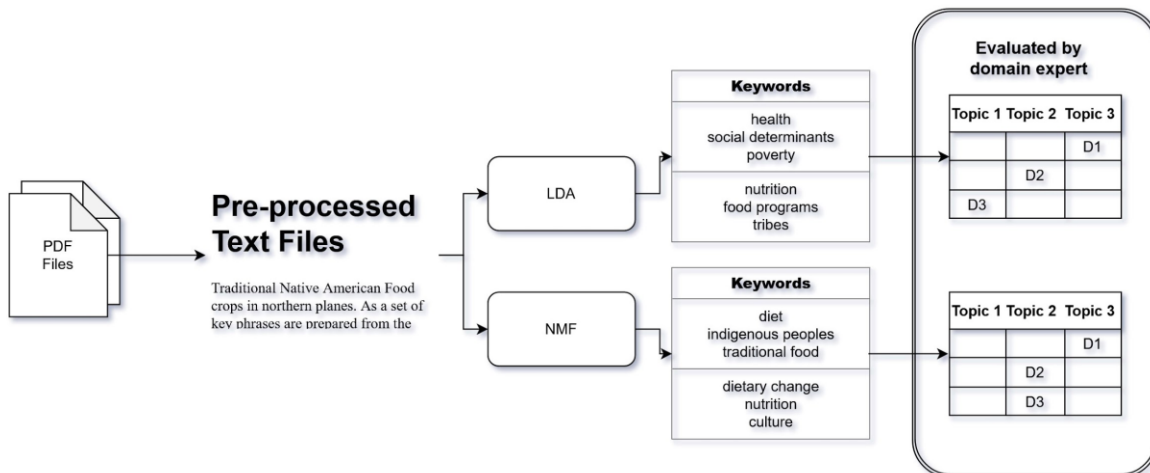 PDF
Files
Pre-processed
Text Files
Traditional Native American Food
crops in northern planes. As a set of
key phrases are prepared from the
LDA
NMF
Keywords
health
social determinants
poverty
nutrition
food programs
tribes
Keywords
diet
indigenous peoples
traditional food
dietary change
nutrition
culture
Evaluated by
domain expert
Topic 1 Topic 2 Topic 3
D1
D2
D3
Topic 1 Topic 2 Topic 3
D1
D2
D3